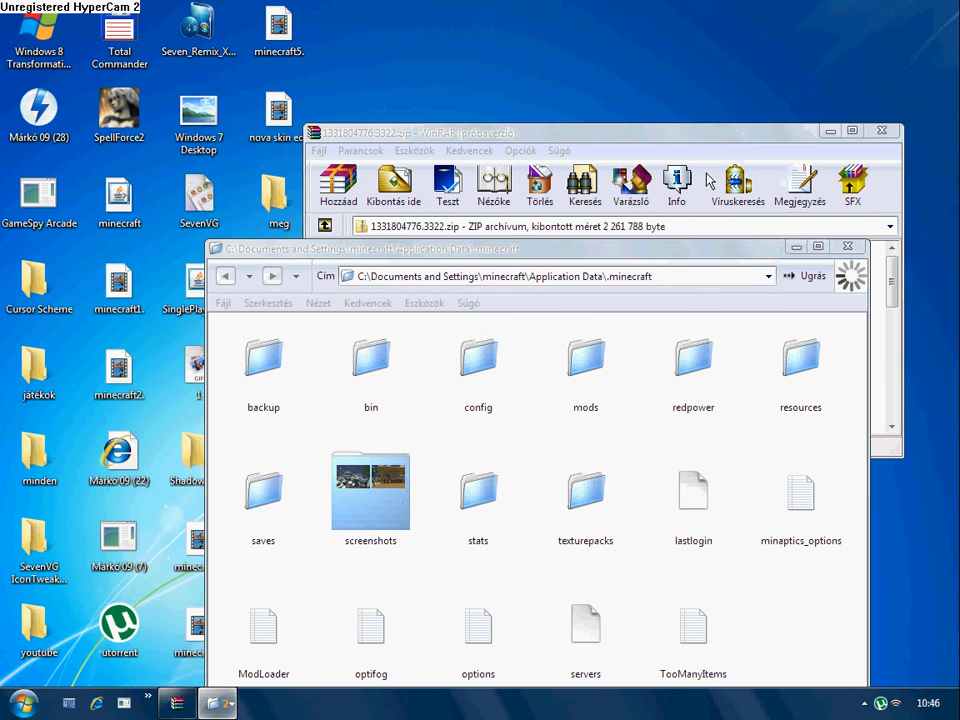 Unregistered HyperCam 2
Windows 8
Transformati...
Total
Commander
Seven_Remix_X...
minecraft5.
Márkó 09 (28)
SpellForce2
Windows 7
Desktop
nova skin ed
GameSpy Arcade
minecraft
SevenVG
meg
Cursor Scheme
minecraft1.
SinglePlay
játékok
minecraft2.
1
minden
Márkó 09 (22)
Shadow
SevenVG
IconTweak...
Márkó 09 (7)
minec
youtube
utorrent
minec
1331804776.3322.zip - WinRAR (próbaverzió)
Fájl Parancsok Eszközök Kedvencek Opciók Súgó
Hozzáad Kibontás ide Teszt Nézőke Törlés Keresés Varázsló Info Víruskeresés Megjegyzés SFX
1331804776.3322.zip - ZIP archívum, kibontott méret 2 261 788 byte
C:\Documents and Settings\minecraft\Application Data\.minecraft
Cím C:\Documents and Settings\minecraft\Application Data\.minecraft Ugrás
Fájl Szerkesztés Nézet Kedvencek Eszközök Súgó
backup bin config mods redpower resources
saves screenshots stats texturepacks lastlogin minaptics_options
ModLoader optifog options servers TooManyItems
2
10:46